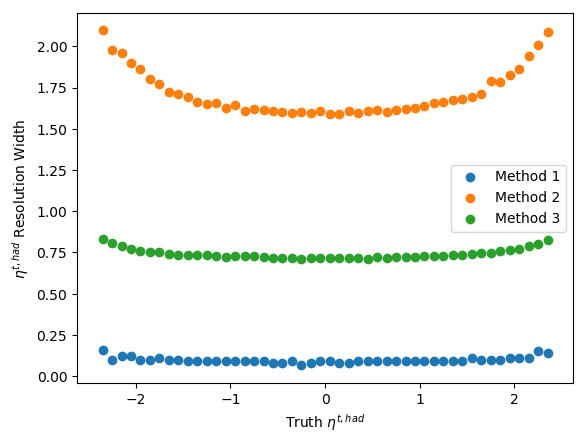 2.00
1.75
1.50
1.25
1.00
0.75
0.50
0.25
0.00
η^{t, had} Resolution Width
Method 1
Method 2
Method 3
−2 −1 0 1 2
Truth η^{t, had}